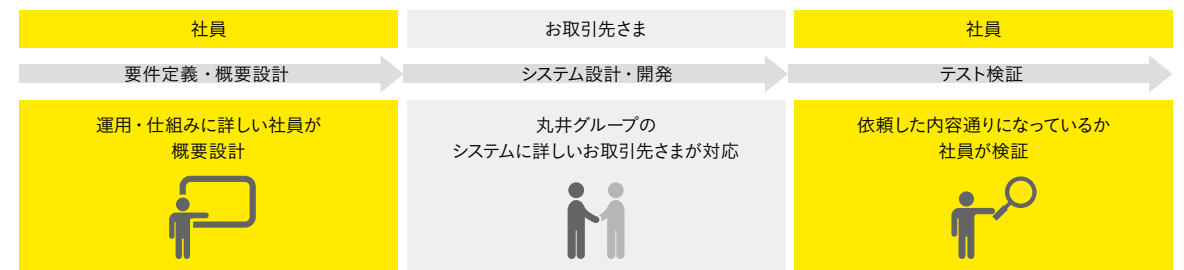 社員
お取引先さま
社員
要件定義・概要設計
システム設計・開発
テスト検証
運用・仕組みに詳しい社員が
概要設計
丸井グループの
システムに詳しいお取引先さまが対応
依頼した内容通りになっているか
社員が検証